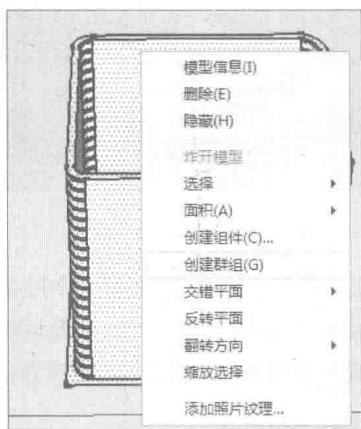 模型信息(I)
删除(E)
隐藏(H)
炸开模型
选择
面积(A)
创建组件(C)...
创建群组(G)
交错平面
反转平面
翻转方向
缩放选择
添加照片纹理...